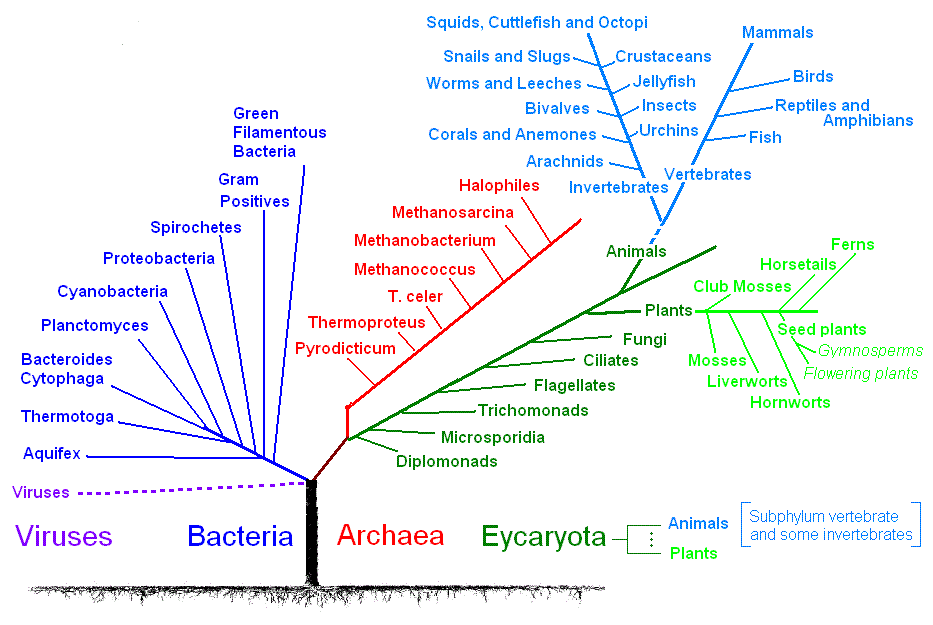 Squids, Cuttlefish and Octopi
Mammals
Snails and Slugs
Crustaceans
Worms and Leeches
Jellyfish
Birds
Bivalves
Insects
Reptiles and
Amphibians
Corals and Anemones
Urchins
Fish
Arachnids
Invertebrates
Vertebrates
Green
Filamentous
Bacteria
Gram
Positives
Spirochetes
Proteobacteria
Cyanobacteria
Planctomyces
Bacteroides
Cytophaga
Thermotoga
Aquifex
Viruses
Halophiles
Methanosarcina
Methanobacterium
Methanococcus
T. celer
Thermoproteus
Pyrodicticum
Animals
Plants
Fungi
Ciliates
Flagellates
Trichomonads
Microsporidia
Diplomonads
Ferns
Horsetails
Club Mosses
Seed plants
Gymnosperms
Flowering plants
Mosses
Liverworts
Hornworts
Viruses
Bacteria
Archaea
Eycaryota
Animals
Plants
Subphylum vertebrate
and some invertebrates